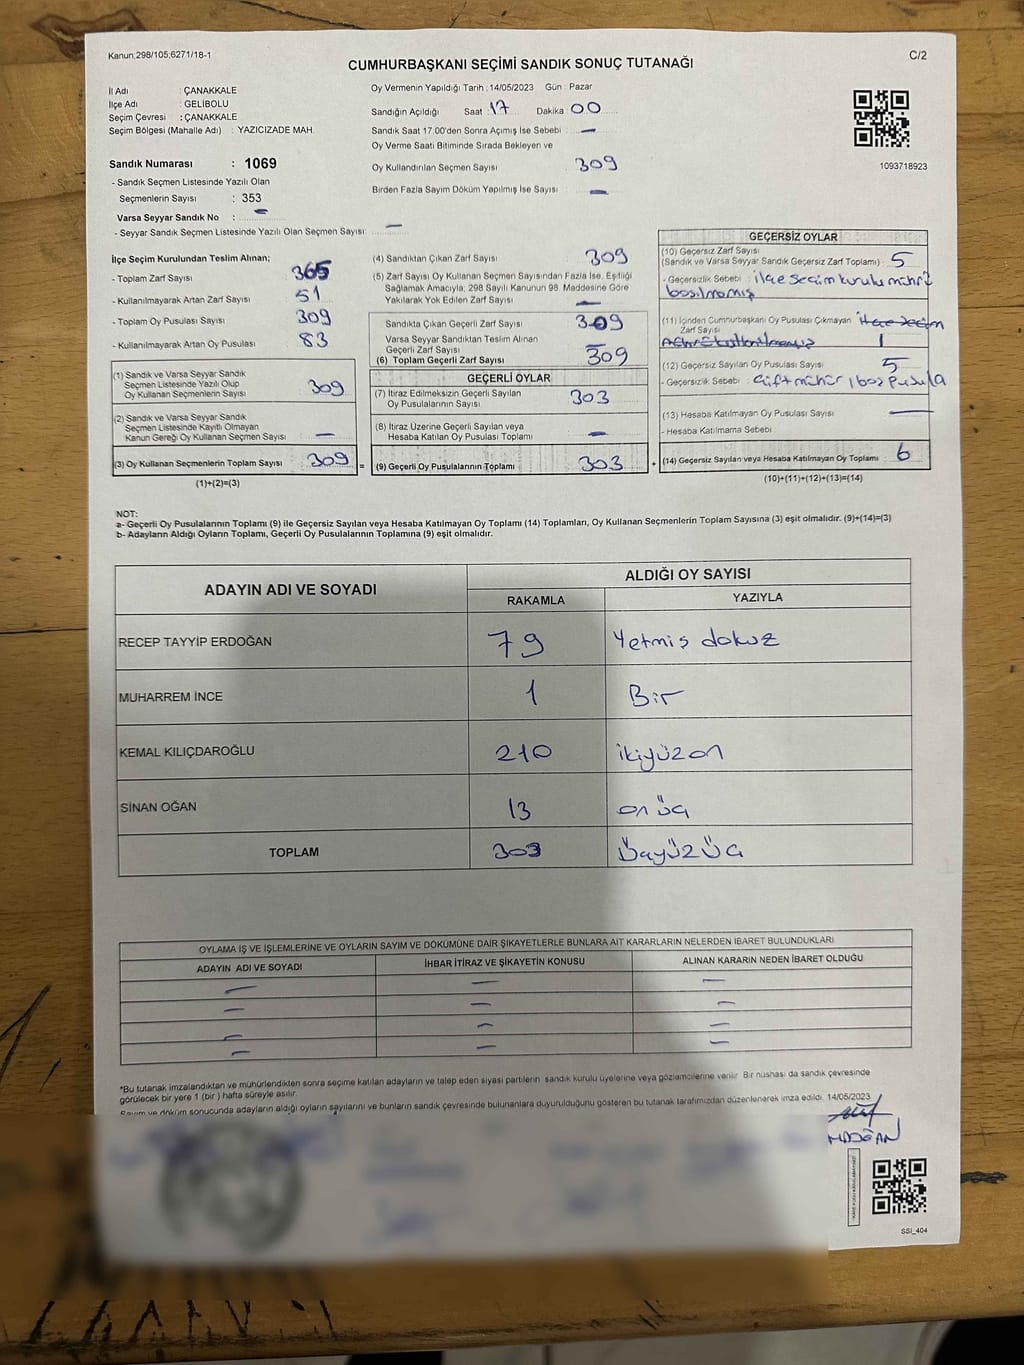 Kanun;298/105;6271/18-1
C/2
CUMHURBAŞKANI SEÇİMİ SANDIK SONUÇ TUTANAĞI
İl Adı : ÇANAKKALE
İlçe Adı : GELİBOLU
Seçim Çevresi : ÇANAKKALE
Seçim Bölgesi (Mahalle Adı) : YAZICIZADE MAH.
Sandık Numarası : 1069
- Sandık Seçmen Listesinde Yazılı Olan
Seçmenlerin Sayısı : 353
Varsa Seyyar Sandık No : –
- Seyyar Sandık Seçmen Listesinde Yazılı Olan Seçmen Sayısı: –
Oy Vermenin Yapıldığı Tarih : 14/05/2023 Gün : Pazar
Sandığın Açıldığı Saat : 17 Dakika : 00
Sandık Saat 17:00'den Sonra Açımış İse Sebebi : –
Oy Verme Saati Bitiminde Sırada Bekleyen ve
Oy Kullandırılan Seçmen Sayısı : 309
Birden Fazla Sayım Döküm Yapılmış İse Sayısı : –
1093718923
İlçe Seçim Kurulundan Teslim Alınan;
- Toplam Zarf Sayısı : 365
- Kullanılmayarak Artan Zarf Sayısı : 51
- Toplam Oy Pusulası Sayısı : 309
- Kullanılmayarak Artan Oy Pusulası : 83
(1) Sandık ve Varsa Seyyar Sandık
Seçmen Listesinde Yazılı Olup
Oy Kullanan Seçmenlerin Sayısı : 309
(2) Sandık ve Varsa Seyyar Sandık
Seçmen Listesinde Kayıtlı Olmayan
Kanun Gereği Oy Kullanan Seçmen Sayısı : –
(3) Oy Kullanan Seçmenlerin Toplam Sayısı : 309
(1)+(2)=(3)
(4) Sandıktan Çıkan Zarf Sayısı : 309
(5) Zarf Sayısı Oy Kullanan Seçmen Sayısından Fazla İse, Eşitliği
Sağlamak Amacıyla, 298 Sayılı Kanunun 98. Maddesine Göre
Yakılarak Yok Edilen Zarf Sayısı : –
Sandıkta Çıkan Geçerli Zarf Sayısı : 309
Varsa Seyyar Sandıktan Teslim Alınan
Geçerli Zarf Sayısı : –
(6) Toplam Geçerli Zarf Sayısı : 309
GEÇERLİ OYLAR
(7) İtiraz Edilmeksizin Geçerli Sayılan
Oy Pusulalarının Sayısı : 303
(8) İtiraz Üzerine Geçerli Sayılan veya
Hesaba Katılan Oy Pusulası Toplamı : –
= (9) Geçerli Oy Pusulalarının Toplamı : 303
GEÇERSİZ OYLAR
(10) Geçersiz Zarf Sayısı
(Sandık ve Varsa Seyyar Sandık Geçersiz Zarf Toplamı) : 5
- Geçersizlik Sebebi : ilçe seçim kurulu mührü
basılmamış
(11) İçinden Cumhurbaşkanı Oy Pusulası Çıkmayan
Zarf Sayısı : 1
(12) Geçersiz Sayılan Oy Pusulası Sayısı : 5
- Geçersizlik Sebebi : Çift mühür, boş pusula
(13) Hesaba Katılmayan Oy Pusulası Sayısı : –
- Hesaba Katılmama Sebebi :
+ (14) Geçersiz Sayılan veya Hesaba Katılmayan Oy Toplamı : 6
(10)+(11)+(12)+(13)=(14)
NOT:
a- Geçerli Oy Pusulalarının Toplamı (9) ile Geçersiz Sayılan veya Hesaba Katılmayan Oy Toplamı (14) Toplamları, Oy Kullanan Seçmenlerin Toplam Sayısına (3) eşit olmalıdır. (9)+(14)=(3)
b- Adayların Aldığı Oyların Toplamı, Geçerli Oy Pusulalarının Toplamına (9) eşit olmalıdır.
ADAYIN ADI VE SOYADI ALDIĞI OY SAYISI
RAKAMLA YAZIYLA
RECEP TAYYİP ERDOĞAN 79 Yetmiş dokuz
MUHARREM İNCE 1 Bir
KEMAL KILIÇDAROĞLU 210 ikiyüzon
SİNAN OĞAN 13 onüç
TOPLAM 303 Üçyüzüç
OYLAMA İŞ VE İŞLEMLERİNE VE OYLARIN SAYIM VE DÖKÜMÜNE DAİR ŞİKAYETLERLE BUNLARA AİT KARARLARIN NELERDEN İBARET BULUNDUKLARI
ADAYIN ADI VE SOYADI İHBAR İTİRAZ VE ŞİKAYETİN KONUSU ALINAN KARARIN NEDEN İBARET OLDUĞU
– – –
– – –
– – –
– – –
*Bu tutanak imzalandıktan ve mühürlendikten sonra seçime katılan adayların ve talep eden siyasi partilerin sandık kurulu üyelerine veya gözlemcilerine verilir. Bir nüshası da sandık çevresinde
görülecek bir yere 1 (bir) hafta süreyle asılır.
Sayım ve döküm sonucunda adayların aldığı oyların sayılarını ve bunların sandık çevresinde bulunanlara duyurulduğunu gösteren bu tutanak tarafımızdan düzenlenerek imza edildi. 14/05/2023
SSI_404